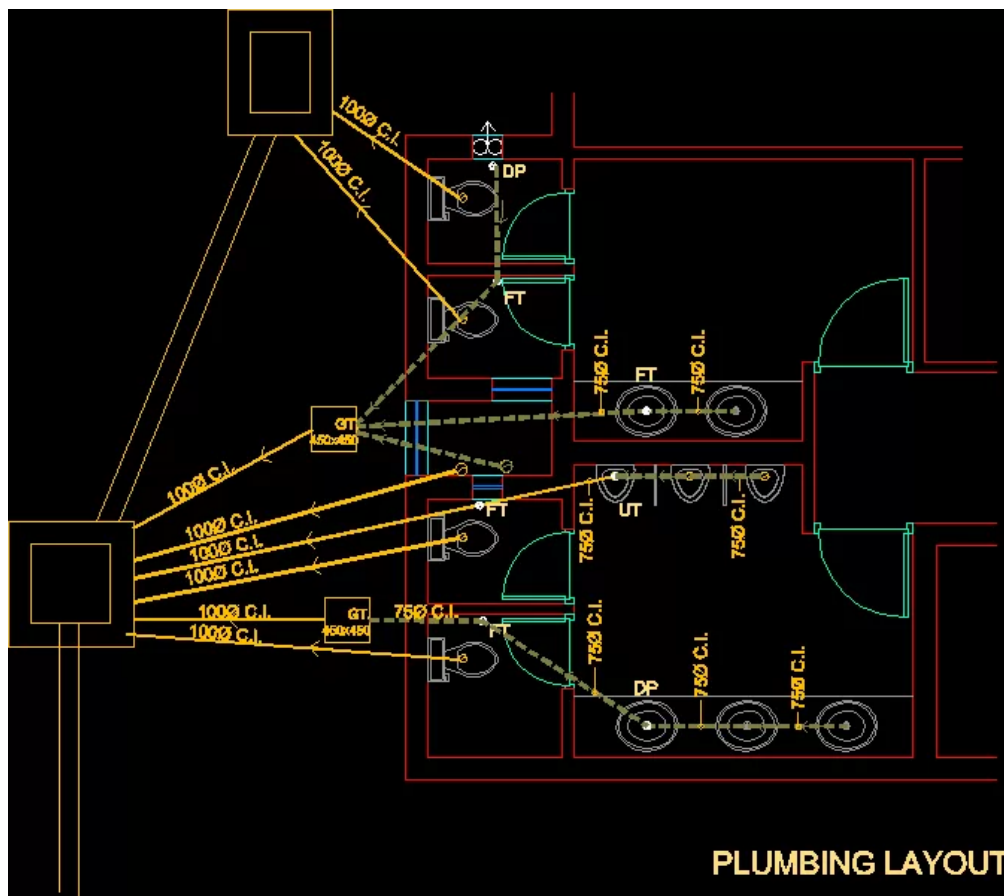 100Ø C.I.
100Ø C.I.
DP
FT
75Ø C.I.
FT
75Ø C.I.
GT.
450x450
100Ø C.I.
100Ø C.I.
100Ø C.I.
100Ø C.I.
FT
75Ø C.I.
UT
75Ø C.I.
100Ø C.I.
GT.
450x450
75Ø C.I.
FT
100Ø C.I.
75Ø C.I.
DP
75Ø C.I.
75Ø C.I.
PLUMBING LAYOUT